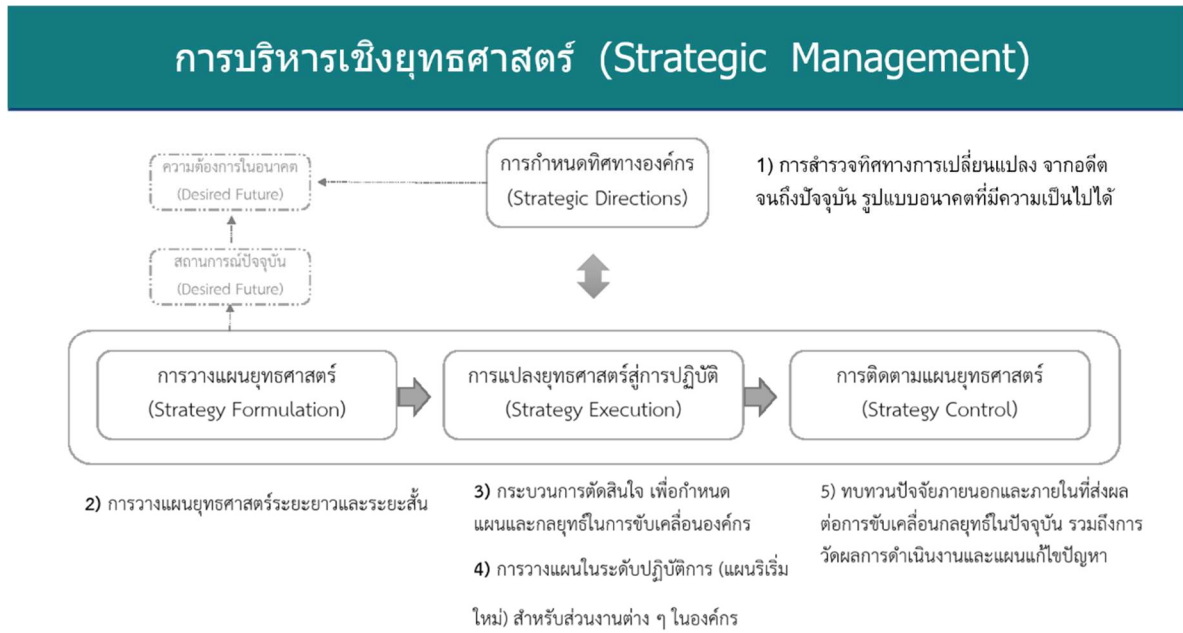 การบริหารเชิงยุทธศาสตร์ (Strategic Management)
ความต้องการในอนาคต
(Desired Future)
การกำหนดทิศทางองค์กร
(Strategic Directions)
1) การสำรวจทิศทางการเปลี่ยนแปลง จากอดีต
จนถึงปัจจุบัน รูปแบบอนาคตที่มีความเป็นไปได้
สถานการณ์ปัจจุบัน
(Desired Future)
การวางแผนยุทธศาสตร์
(Strategy Formulation)
การแปลงยุทธศาสตร์สู่การปฏิบัติ
(Strategy Execution)
การติดตามแผนยุทธศาสตร์
(Strategy Control)
2) การวางแผนยุทธศาสตร์ระยะยาวและระยะสั้น
3) กระบวนการตัดสินใจ เพื่อกำหนด
แผนและกลยุทธ์ในการขับเคลื่อนองค์กร
4) การวางแผนในระดับปฏิบัติการ (แผนริเริ่ม
ใหม่) สำหรับส่วนงานต่าง ๆ ในองค์กร
5) ทบทวนปัจจัยภายนอกและภายในที่ส่งผล
ต่อการขับเคลื่อนกลยุทธ์ในปัจจุบัน รวมถึงการ
วัดผลการดำเนินงานและแผนแก้ไขปัญหา